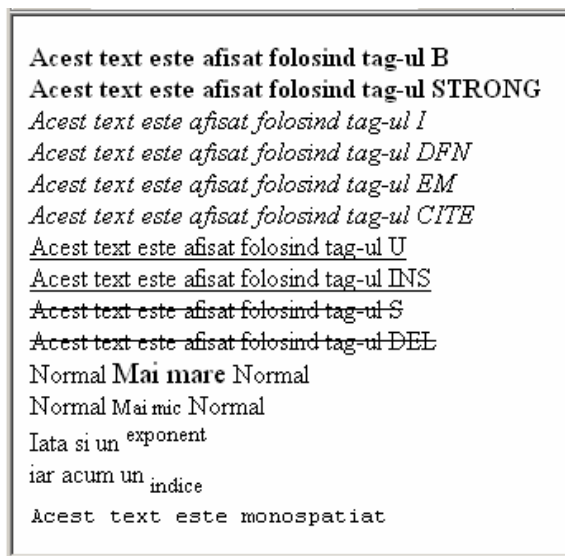 Acest text este afisat folosind tag-ul B
Acest text este afisat folosind tag-ul STRONG
Acest text este afisat folosind tag-ul I
Acest text este afisat folosind tag-ul DFN
Acest text este afisat folosind tag-ul EM
Acest text este afisat folosind tag-ul CITE
Acest text este afisat folosind tag-ul U
Acest text este afisat folosind tag-ul INS
Acest text este afisat folosind tag-ul S
Acest text este afisat folosind tag-ul DEL
Normal Mai mare Normal
Normal Mai mic Normal
Iata si un exponent
iar acum un indice
Acest text este monospatiat